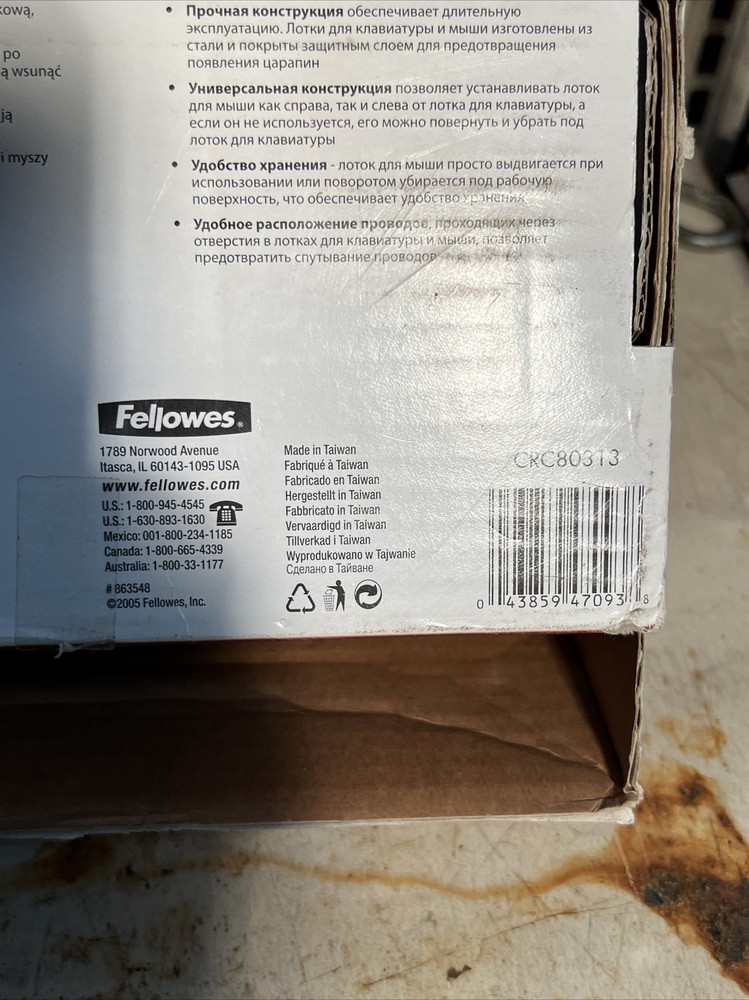 кową,
по
ą wsunąć
ją
i myszy
• Прочная конструкция обеспечивает длительную
эксплуатацию. Лотки для клавиатуры и мыши изготовлены из
стали и покрыты защитным слоем для предотвращения
появления царапин
• Универсальная конструкция позволяет устанавливать лоток
для мыши как справа, так и слева от лотка для клавиатуры, а
если он не используется, его можно повернуть и убрать под
лоток для клавиатуры
• Удобство хранения - лоток для мыши просто выдвигается при
использовании или поворотом убирается под рабочую
поверхность, что обеспечивает удобство хранения
• Удобное расположение проводов, проходящих через
отверстия в лотках для клавиатуры и мыши, позволяет
предотвратить спутывание проводов
Fellowes®
1789 Norwood Avenue
Itasca, IL 60143-1095 USA
www.fellowes.com
U.S.: 1-800-945-4545
U.S.: 1-630-893-1630
Mexico: 001-800-234-1185
Canada: 1-800-665-4339
Australia: 1-800-33-1177
# 863548
©2005 Fellowes, Inc.
Made in Taiwan
Fabriqué à Taiwan
Fabricado en Taiwan
Hergestellt in Taiwan
Fabbricato in Taiwan
Vervaardigd in Taiwan
Tillverkad i Taiwan
Wyprodukowano w Tajwanie
Сделано в Тайване
CRC80313
0 43859 47093 8